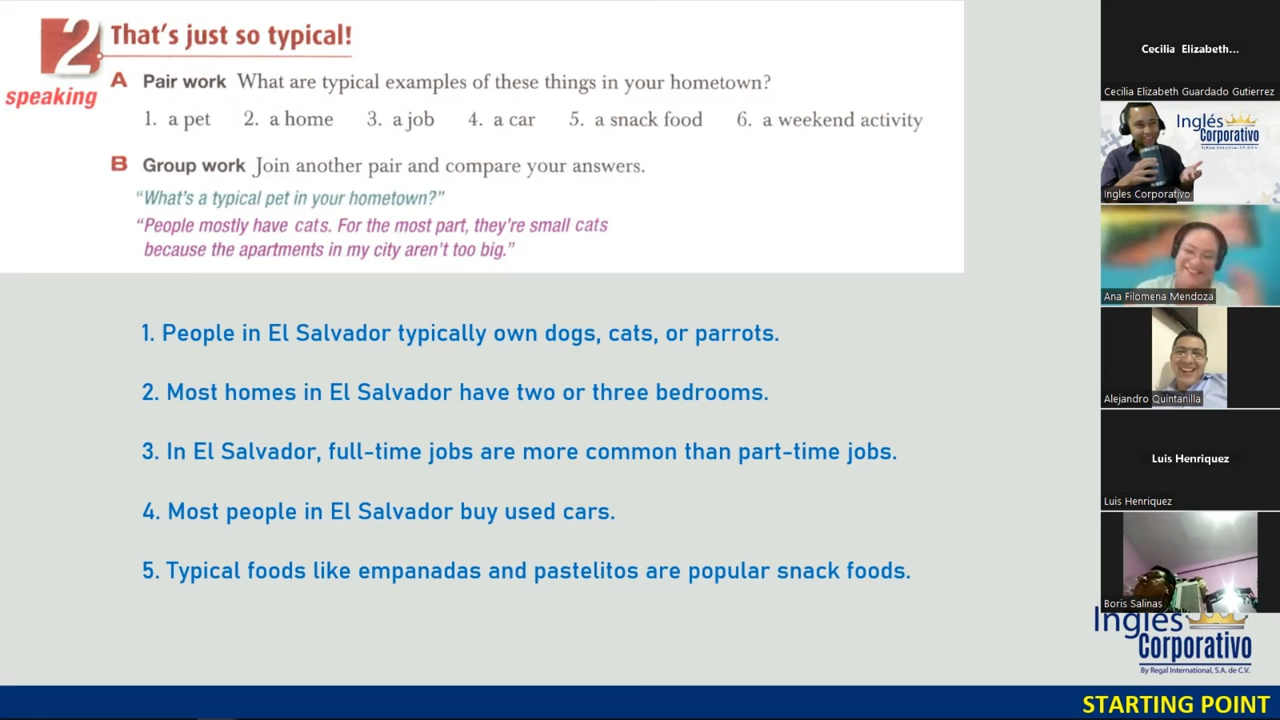 2
speaking
That's just so typical!
A Pair work What are typical examples of these things in your hometown?
1. a pet 2. a home 3. a job 4. a car 5. a snack food 6. a weekend activity
B Group work Join another pair and compare your answers.
"What's a typical pet in your hometown?"
"People mostly have cats. For the most part, they're small cats
because the apartments in my city aren't too big."
1. People in El Salvador typically own dogs, cats, or parrots.
2. Most homes in El Salvador have two or three bedrooms.
3. In El Salvador, full-time jobs are more common than part-time jobs.
4. Most people in El Salvador buy used cars.
5. Typical foods like empanadas and pastelitos are popular snack foods.
Cecilia Elizabeth...
Cecilia Elizabeth Guardado Gutierrez
Inglés
Corporativo
Ingles Corporativo
Ana Filomena Mendoza
Alejandro Quintanilla
Luis Henriquez
Luis Henriquez
Boris Salinas
Inglés
Corporativo
By Regal International, S.A. de C.V.
STARTING POINT